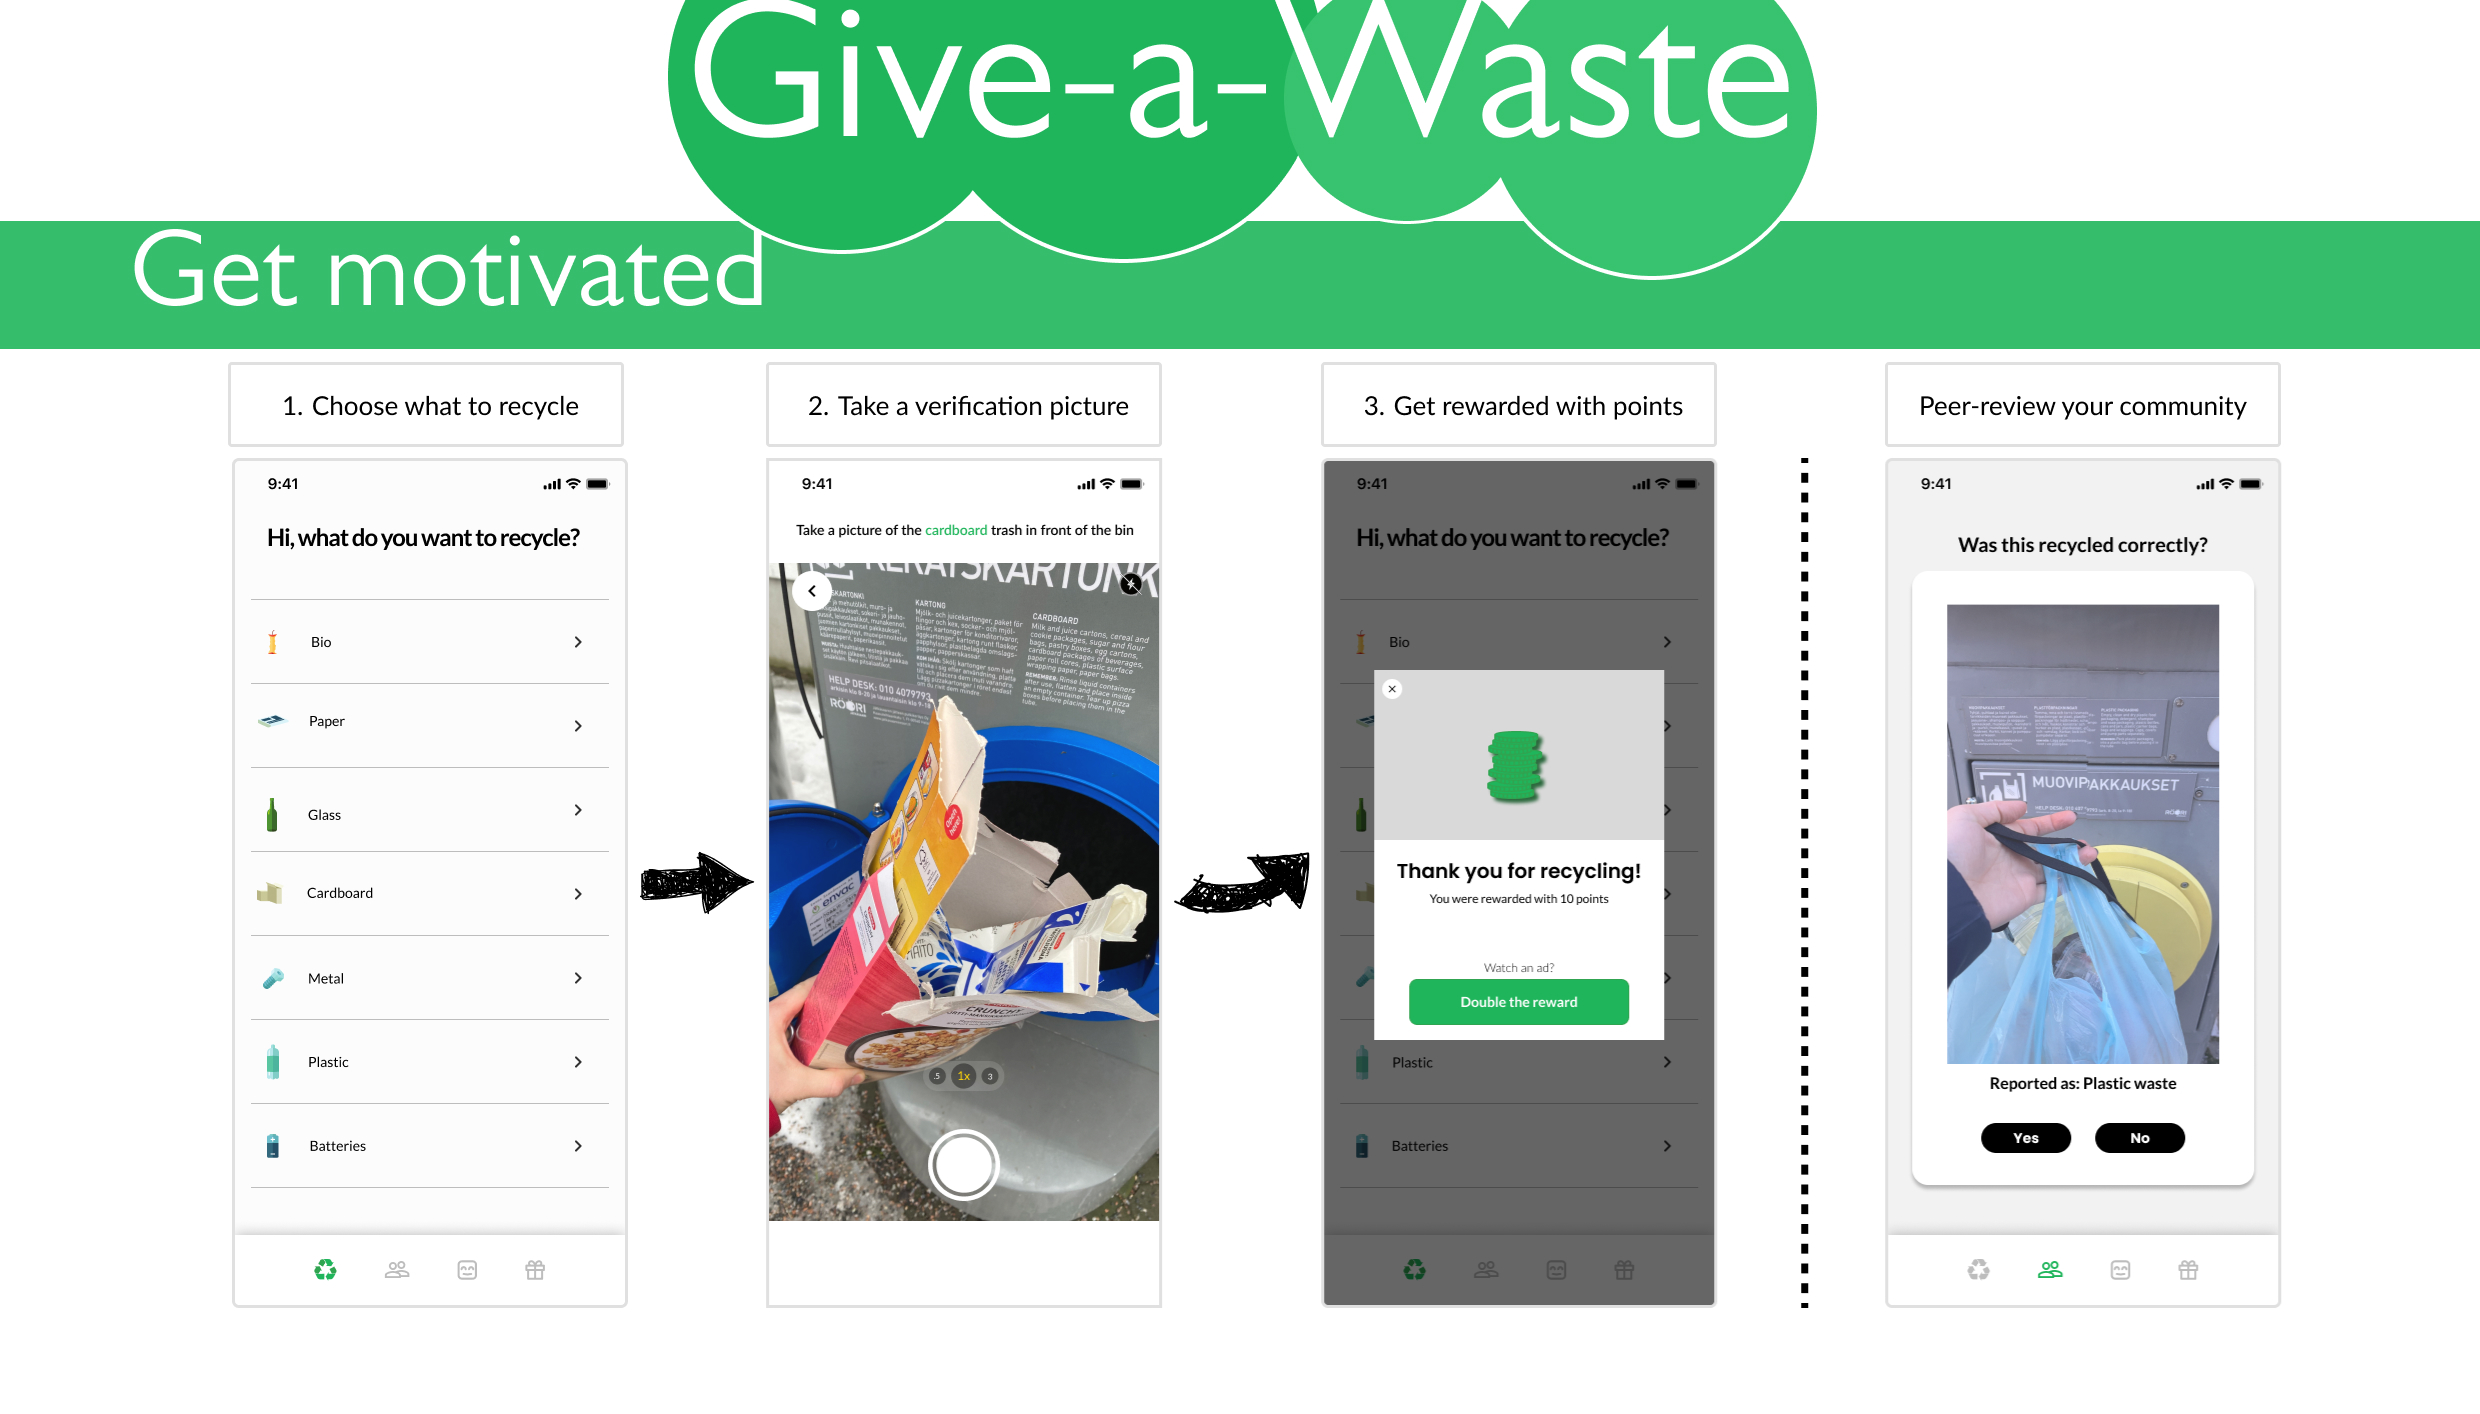 Give-a-Waste
Get motivated
1. Choose what to recycle
9:41
Hi, what do you want to recycle?
Bio
Paper
Glass
Cardboard
Metal
Plastic
Batteries
2. Take a verification picture
9:41
Take a picture of the cardboard trash in front of the bin
KARTONG
CARDBOARD
Milk and juice cartons, cereal and
cookie packages, sugar and flour
bags, pastry boxes, egg cartons,
cardboard packages of beverages,
paper roll cores, plastic surface
wrapping paper, paper bags.
REMEMBER: Rinse liquid containers
after use, flatten and place inside
an empty container. Tear up pizza
boxes before placing them in the
tube.
HELP DESK: 010 4079793
envac
CRUNCHY
.5
1x
3
3. Get rewarded with points
9:41
Hi, what do you want to recycle?
Bio
Thank you for recycling!
You were rewarded with 10 points
Watch an ad?
Double the reward
Plastic
Batteries
Peer-review your community
9:41
Was this recycled correctly?
MUOVIPAKKAUKSET
Reported as: Plastic waste
Yes
No